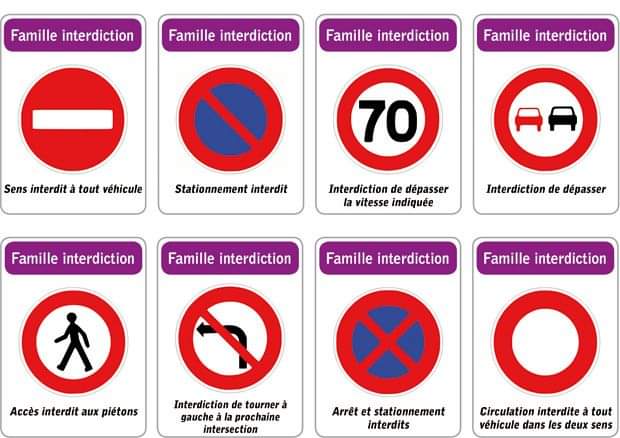 Famille interdiction
Sens interdit à tout véhicule
Famille interdiction
Stationnement interdit
Famille interdiction
70
Interdiction de dépasser
la vitesse indiquée
Famille interdiction
Interdiction de dépasser
Famille interdiction
Accès interdit aux piétons
Famille interdiction
Interdiction de tourner à
gauche à la prochaine
intersection
Famille interdiction
Arrêt et stationnement
interdits
Famille interdiction
Circulation interdite à tout
véhicule dans les deux sens